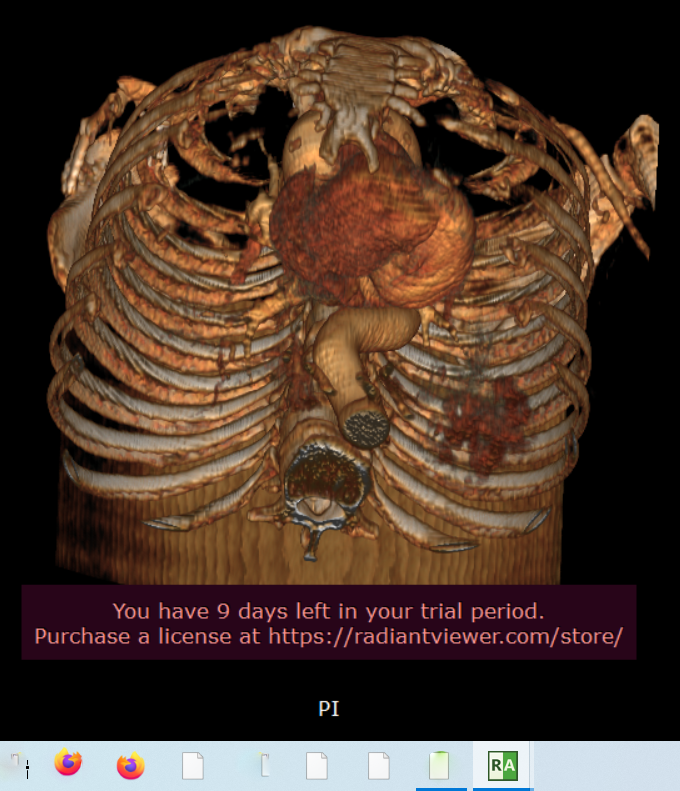 You have 9 days left in your trial period.
Purchase a license at https://radiantviewer.com/store/
PI
RA